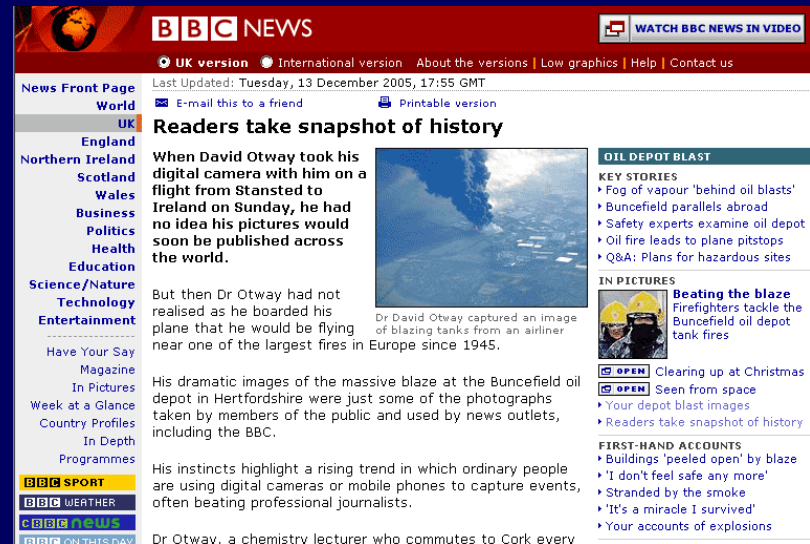 BBC NEWS
WATCH BBC NEWS IN VIDEO
UK version International version About the versions | Low graphics | Help | Contact us
News Front Page
World
UK
England
Northern Ireland
Scotland
Wales
Business
Politics
Health
Education
Science/Nature
Technology
Entertainment
Have Your Say
Magazine
In Pictures
Week at a Glance
Country Profiles
In Depth
Programmes
BBC SPORT
BBC WEATHER
CBBC news
BBC ON THIS DAY
Last Updated: Tuesday, 13 December 2005, 17:55 GMT
E-mail this to a friend Printable version
Readers take snapshot of history
When David Otway took his
digital camera with him on a
flight from Stansted to
Ireland on Sunday, he had
no idea his pictures would
soon be published across
the world.
Dr David Otway captured an image
of blazing tanks from an airliner
But then Dr Otway had not
realised as he boarded his
plane that he would be flying
near one of the largest fires in Europe since 1945.
His dramatic images of the massive blaze at the Buncefield oil
depot in Hertfordshire were just some of the photographs
taken by members of the public and used by news outlets,
including the BBC.
His instincts highlight a rising trend in which ordinary people
are using digital cameras or mobile phones to capture events,
often beating professional journalists.
Dr Otway, a chemistry lecturer who commutes to Cork every
OIL DEPOT BLAST
KEY STORIES
Fog of vapour 'behind oil blasts'
Buncefield parallels abroad
Safety experts examine oil depot
Oil fire leads to plane pitstops
Q&A: Plans for hazardous sites
IN PICTURES
Beating the blaze
Firefighters tackle the
Buncefield oil depot
tank fires
OPEN Clearing up at Christmas
OPEN Seen from space
Your depot blast images
Readers take snapshot of history
FIRST-HAND ACCOUNTS
Buildings 'peeled open' by blaze
'I don't feel safe any more'
Stranded by the smoke
'It's a miracle I survived'
Your accounts of explosions